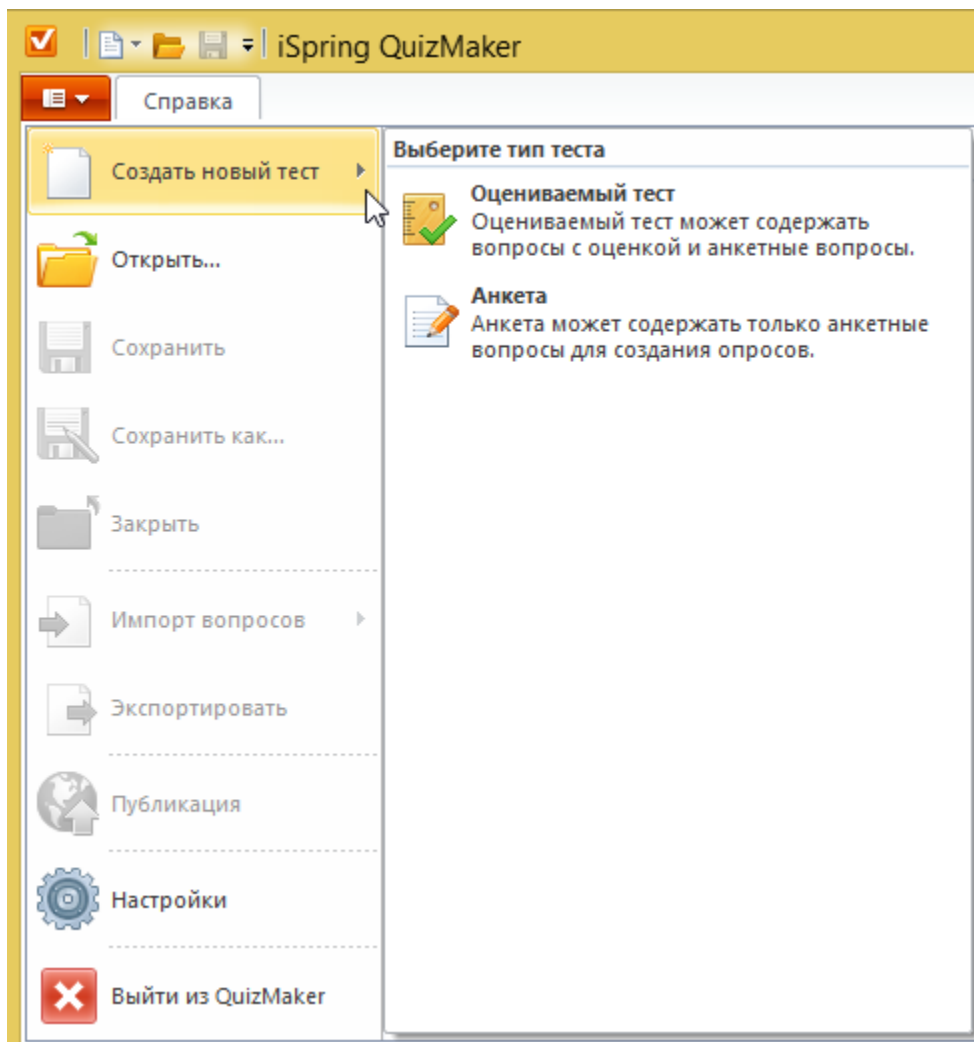 iSpring QuizMaker
Справка
Создать новый тест
Открыть...
Сохранить
Сохранить как...
Закрыть
Импорт вопросов
Экспортировать
Публикация
Настройки
Выйти из QuizMaker
Выберите тип теста
Оцениваемый тест
Оцениваемый тест может содержать
вопросы с оценкой и анкетные вопросы.
Анкета
Анкета может содержать только анкетные
вопросы для создания опросов.